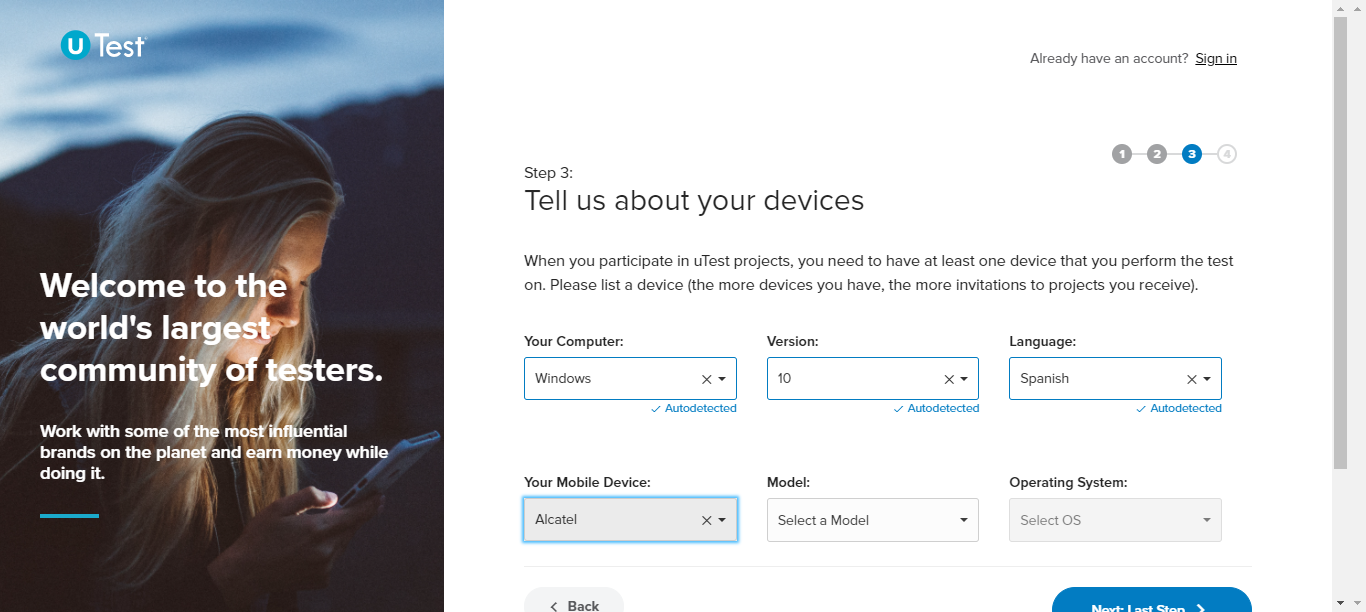 U Test
Already have an account? Sign in
1 2 3 4
Step 3:
Tell us about your devices
When you participate in uTest projects, you need to have at least one device that you perform the test
on. Please list a device (the more devices you have, the more invitations to projects you receive).
Welcome to the
world's largest
community of testers.
Work with some of the most influential
brands on the planet and earn money while
doing it.
Your Computer: Version: Language:
Windows 10 Spanish
Autodetected Autodetected Autodetected
Your Mobile Device: Model: Operating System:
Alcatel Select a Model Select OS
Back Next: Last Step